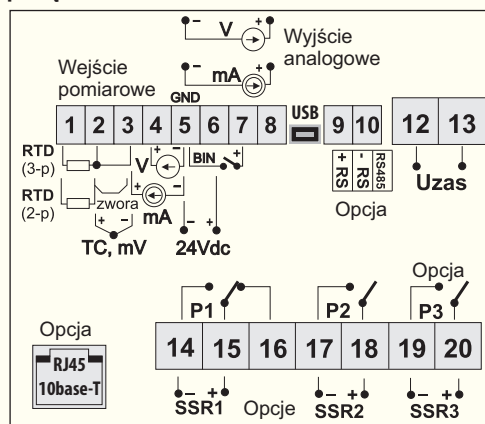 - V +
Wyjście
analogowe
- mA +
Wejście
pomiarowe
GND
USB
1 2 3 4 5 6 7 8 9 10 12 13
RTD
(3-p)
V + -
BIN - +
+ RS
- RS
RS485
Opcja
Uzas
RTD
(2-p)
zwora
+ -
mA
TC, mV
- +
24Vdc
Opcja
P1 P2 P3
14 15 16 17 18 19 20
Opcja
RJ45
10base-T
- +
SSR1
Opcje
- +
SSR2
- +
SSR3